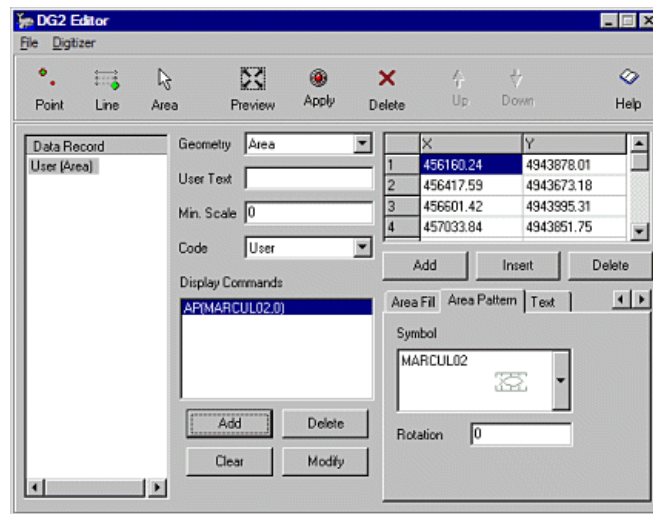 DG2 Editor
File Digitizer
Point Line Area Preview Apply Delete Up Down Help
Data Record
User (Area)
Geometry Area
User Text
Min. Scale 0
Code User
Display Commands
AP(MARCUL02.0)
Add Delete
Clear Modify
X Y
1 456160.24 4943878.01
2 456417.59 4943673.18
3 456601.42 4943995.31
4 457033.84 4943851.75
Add Insert Delete
Area Fill Area Pattern Text
Symbol
MARCUL02
Rotation 0